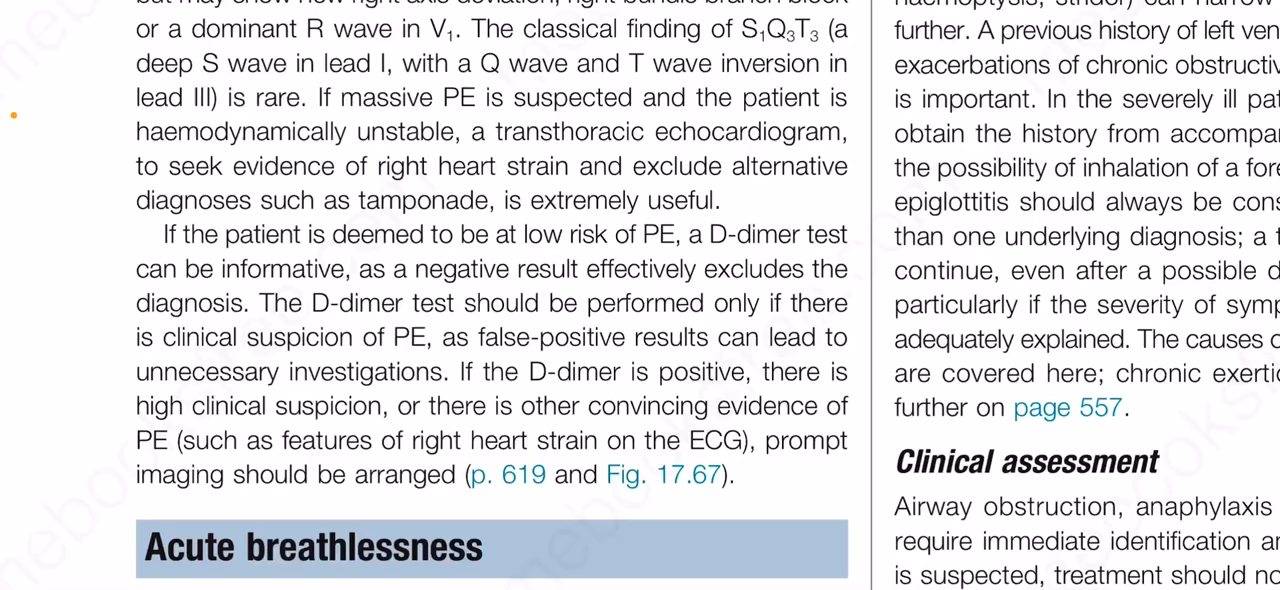 or a dominant R wave in V₁. The classical finding of S₁Q₃T₃ (a
deep S wave in lead I, with a Q wave and T wave inversion in
lead III) is rare. If massive PE is suspected and the patient is
haemodynamically unstable, a transthoracic echocardiogram,
to seek evidence of right heart strain and exclude alternative
diagnoses such as tamponade, is extremely useful.
If the patient is deemed to be at low risk of PE, a D-dimer test
can be informative, as a negative result effectively excludes the
diagnosis. The D-dimer test should be performed only if there
is clinical suspicion of PE, as false-positive results can lead to
unnecessary investigations. If the D-dimer is positive, there is
high clinical suspicion, or there is other convincing evidence of
PE (such as features of right heart strain on the ECG), prompt
imaging should be arranged (p. 619 and Fig. 17.67).
Acute breathlessness
further. A previous history of left ven
exacerbations of chronic obstructiv
is important. In the severely ill pat
obtain the history from accompa
the possibility of inhalation of a fore
epiglottitis should always be cons
than one underlying diagnosis; a t
continue, even after a possible d
particularly if the severity of symp
adequately explained. The causes o
are covered here; chronic exertic
further on page 557.
Clinical assessment
Airway obstruction, anaphylaxis
require immediate identification an
is suspected, treatment should no